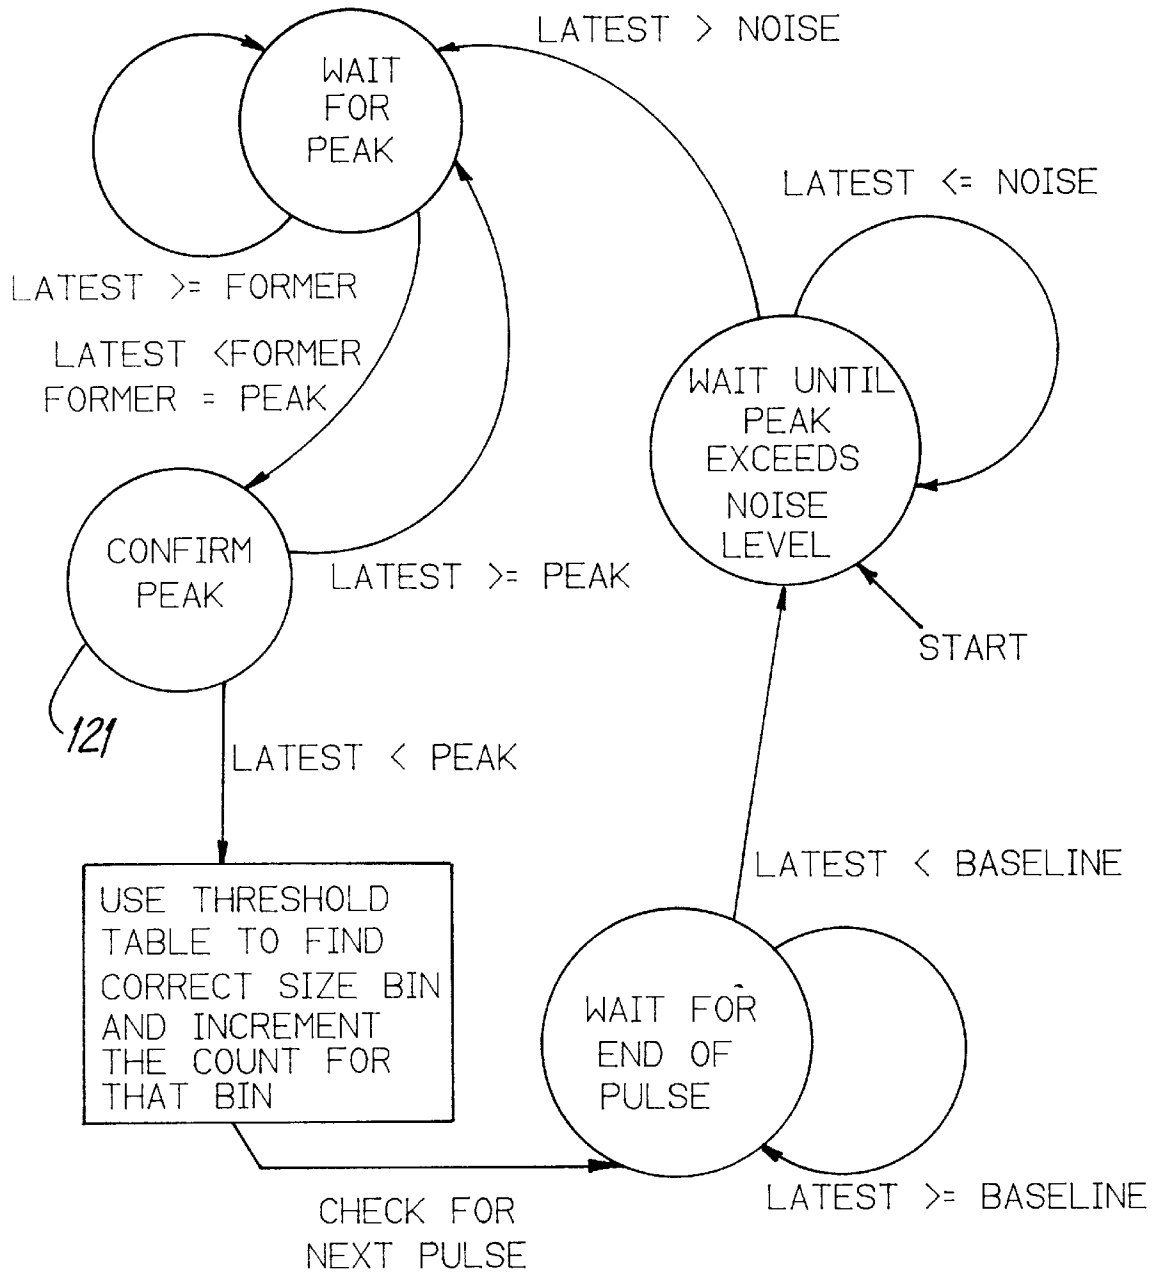 LATEST > NOISE
WAIT
FOR
PEAK
LATEST <= NOISE
LATEST >= FORMER
LATEST <FORMER
FORMER = PEAK
WAIT UNTIL
PEAK
EXCEEDS
NOISE
LEVEL
CONFIRM
PEAK
LATEST >= PEAK
START
121
LATEST < PEAK
LATEST < BASELINE
USE THRESHOLD
TABLE TO FIND
CORRECT SIZE BIN
AND INCREMENT
THE COUNT FOR
THAT BIN
WAIT FOR
END OF
PULSE
LATEST >= BASELINE
CHECK FOR
NEXT PULSE